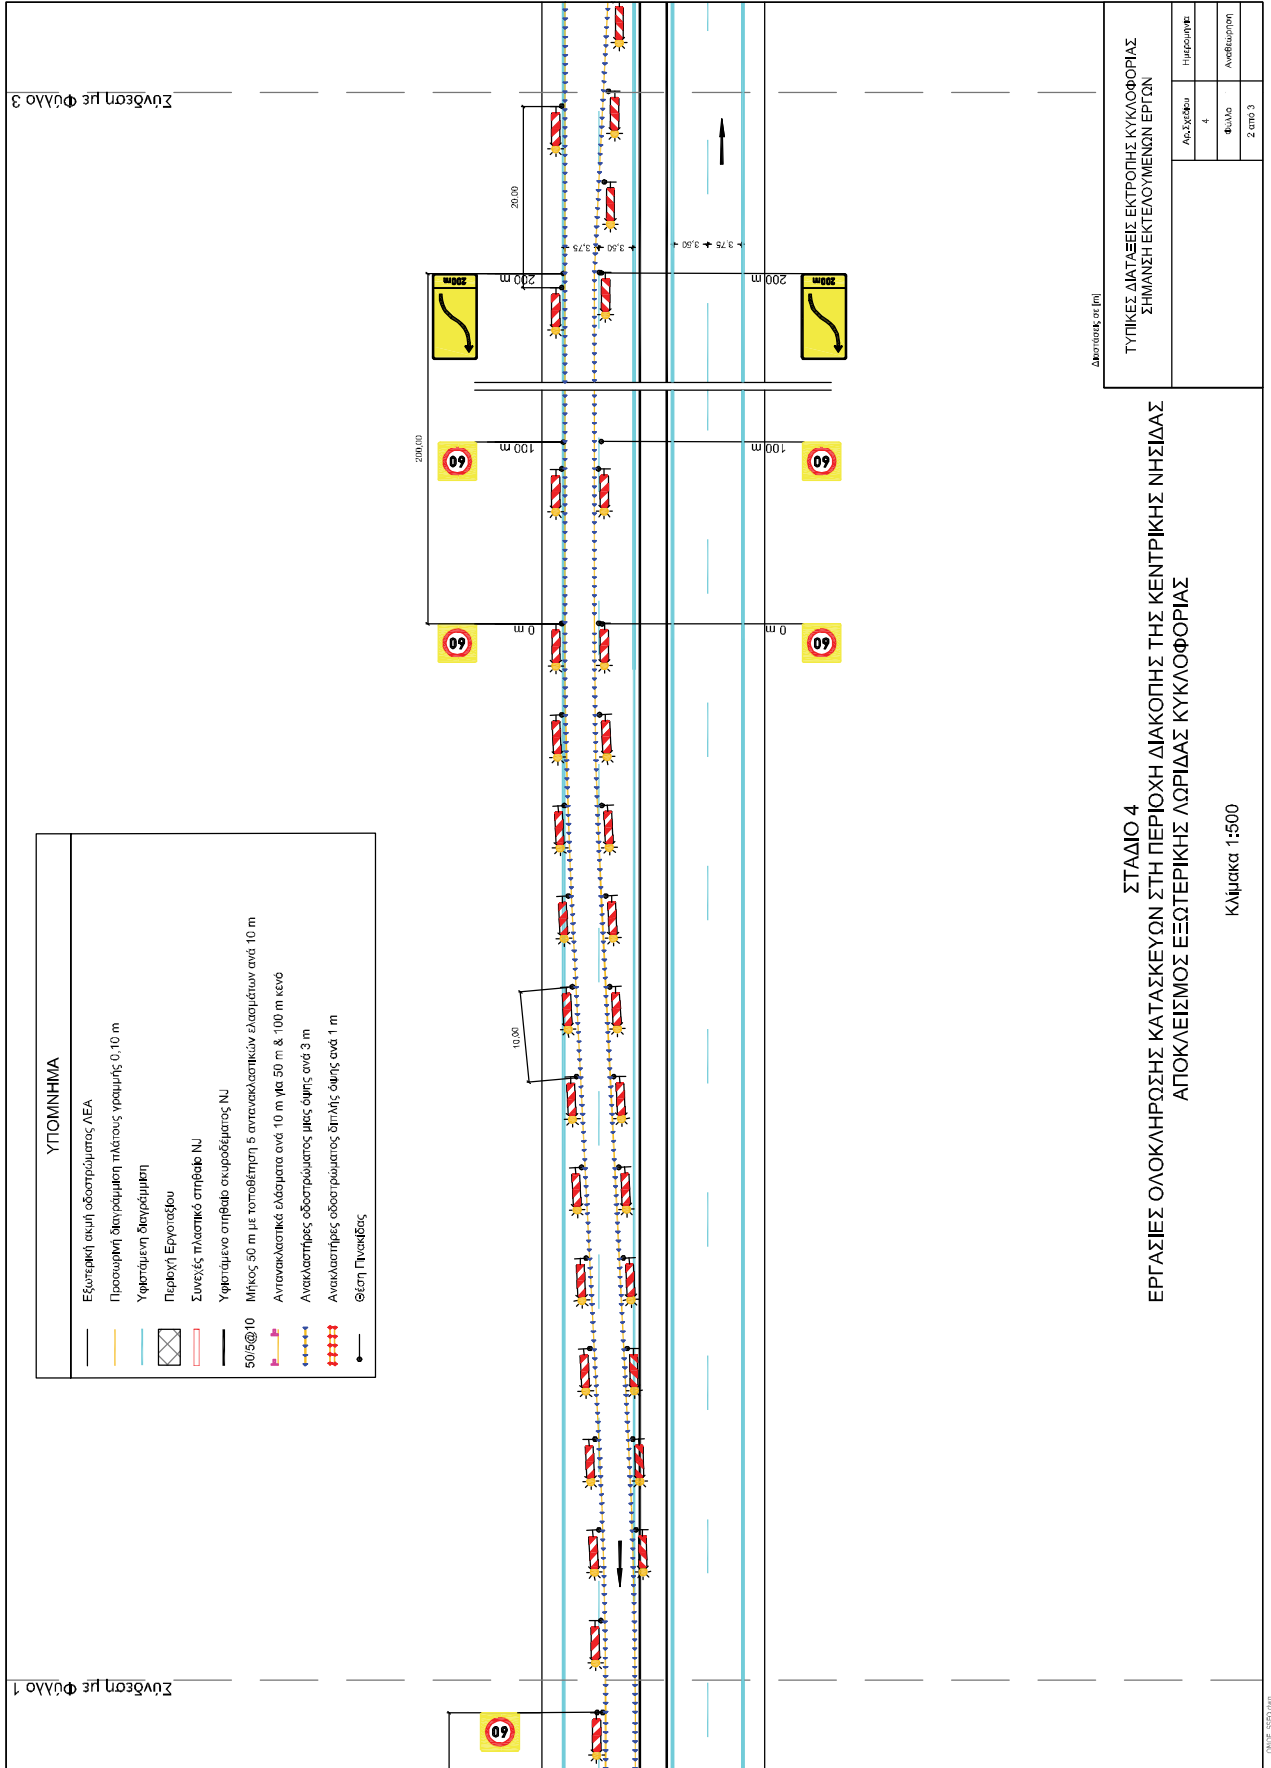 Σύνδεση με Φύλλο 1
Σύνδεση με Φύλλο 3
ΥΠΟΜΝΗΜΑ
Εξωτερική ακμή οδοστρώματος ΛΕΑ
Προσωρινή διαγράμμιση πλάτους γραμμής 0,10 m
Υφιστάμενη διαγράμμιση
Περιοχή Εργοταξίου
Συνεχές πλαστικό στηθαίο NJ
Υφιστάμενο στηθαίο σκυροδέματος NJ
50/5@10 Μήκος 50 m με τοποθέτηση 5 αντανακλαστικών ελασμάτων ανά 10 m
Αντανακλαστικά ελάσματα ανά 10 m για 50 m & 100 m κενό
Ανακλαστήρες οδοστρώματος μιας όψης ανά 3 m
Ανακλαστήρες οδοστρώματος διπλής όψης ανά 1 m
Θέση Πινακίδας
200,00
20,00
10,00
60
60
60
60
60
200m
200m
0 m
100 m
200 m
0 m
100 m
200 m
3,75
3,50
3,50
3,75
ΣΤΑΔΙΟ 4
ΕΡΓΑΣΙΕΣ ΟΛΟΚΛΗΡΩΣΗΣ ΚΑΤΑΣΚΕΥΩΝ ΣΤΗ ΠΕΡΙΟΧΗ ΔΙΑΚΟΠΗΣ ΤΗΣ ΚΕΝΤΡΙΚΗΣ ΝΗΣΙΔΑΣ
ΑΠΟΚΛΕΙΣΜΟΣ ΕΞΩΤΕΡΙΚΗΣ ΛΩΡΙΔΑΣ ΚΥΚΛΟΦΟΡΙΑΣ
Κλίμακα 1:500
Διαστάσεις σε [m]
ΤΥΠΙΚΕΣ ΔΙΑΤΑΞΕΙΣ ΕΚΤΡΟΠΗΣ ΚΥΚΛΟΦΟΡΙΑΣ
ΣΗΜΑΝΣΗ ΕΚΤΕΛΟΥΜΕΝΩΝ ΕΡΓΩΝ
Αρ.Σχεδίου
Ημερομηνία
4
Φύλλο
Αναθεώρηση
2 από 3